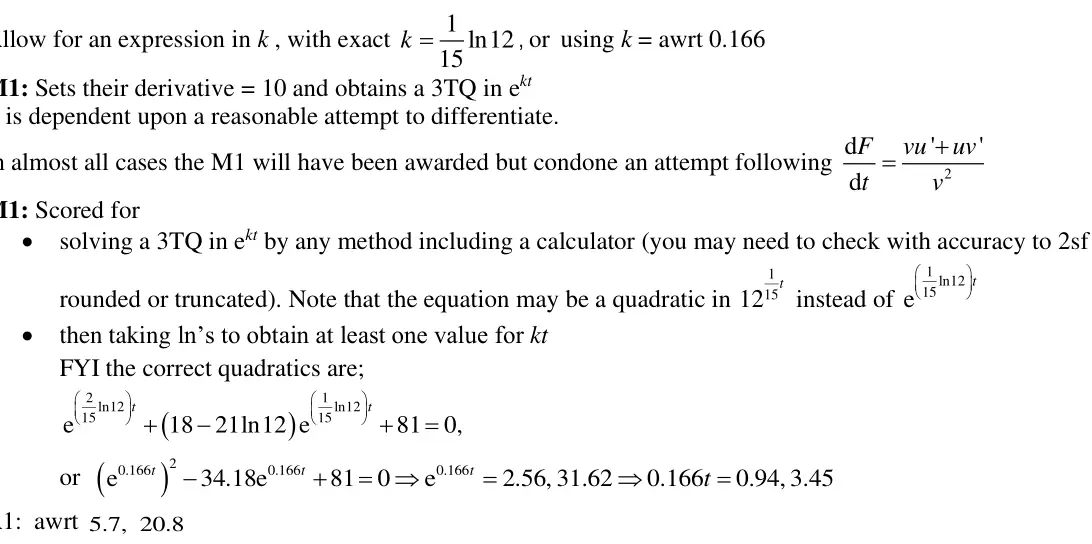 llow for an expression in k , with exact k = 1/15 ln12 , or using k = awrt 0.166
M1: Sets their derivative = 10 and obtains a 3TQ in e^{kt}
is dependent upon a reasonable attempt to differentiate.
n almost all cases the M1 will have been awarded but condone an attempt following dF/dt = (vu'+uv')/v^2
M1: Scored for
• solving a 3TQ in e^{kt} by any method including a calculator (you may need to check with accuracy to 2sf
rounded or truncated). Note that the equation may be a quadratic in 12^{1/15 t} instead of e^{(1/15 ln12)t}
• then taking ln's to obtain at least one value for kt
FYI the correct quadratics are;
e^{(2/15 ln12)t} + (18 − 21ln12) e^{(1/15 ln12)t} + 81 = 0,
or (e^{0.166t})^2 − 34.18e^{0.166t} + 81 = 0 ⇒ e^{0.166t} = 2.56, 31.62 ⇒ 0.166t = 0.94, 3.45
1: awrt 5.7, 20.8